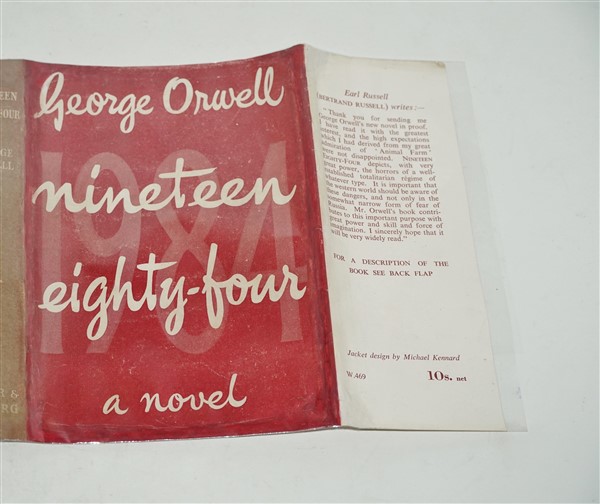 EEN
OUR
GE
LL
R &
RG
George Orwell
1984
nineteen
eighty-four
a novel
Earl Russell
(BERTRAND RUSSELL) writes:—
"Thank you for sending me
George Orwell's new novel in proof.
I have read it with the greatest
interest, and the high expectations
which I had derived from my great
admiration of 'Animal Farm'
were not disappointed. NINETEEN
EIGHTY-FOUR depicts, with very
great power, the horrors of a well-
established totalitarian régime of
whatever type. It is important that
the western world should be aware of
these dangers, and not only in the
somewhat narrow form of fear of
Russia. Mr. Orwell's book contri-
butes to this important purpose with
great power and skill and force of
imagination. I sincerely hope that it
will be very widely read."
FOR A DESCRIPTION OF THE
BOOK SEE BACK FLAP
Jacket design by Michael Kennard
W.A69 10s. net